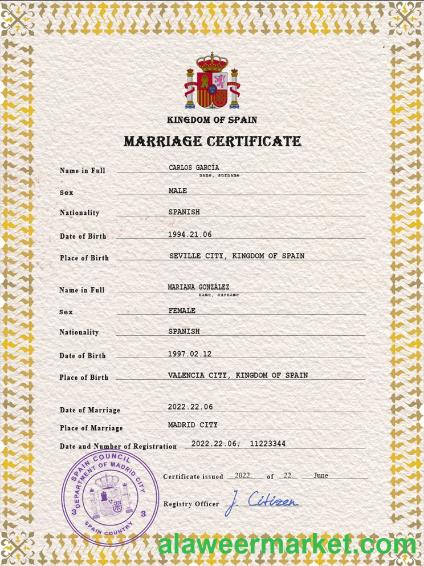 KINGDOM OF SPAIN
MARRIAGE CERTIFICATE
Name in Full CARLOS GARCÍA
name, surname
Sex MALE
Nationality SPANISH
Date of Birth 1994.21.06
Place of Birth SEVILLE CITY, KINGDOM OF SPAIN
Name in Full MARIANA GONZÁLEZ
name, surname
Sex FEMALE
Nationality SPANISH
Date of Birth 1997.02.12
Place of Birth VALENCIA CITY, KINGDOM OF SPAIN
Date of Marriage 2022.22.06
Place of Marriage MADRID CITY
Date and Number of Registration 2022.22.06; 11223344
Certificate issued 2022 of 22 June
Registry Officer J. Citizen
SPAIN COUNCIL
DEPARTMENT OF MADRID CITY
3 3
SPAIN COUNTRY
alaweermarket.com